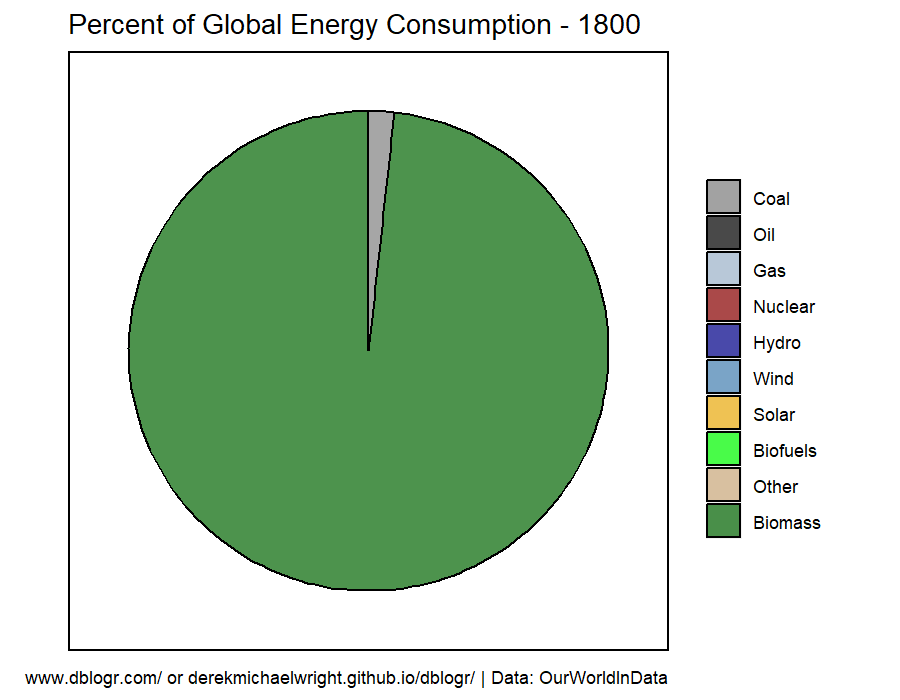 Percent of Global Energy Consumption - 1800
Coal
Oil
Gas
Nuclear
Hydro
Wind
Solar
Biofuels
Other
Biomass
www.dblogr.com/ or derekmichaelwright.github.io/dblogr/ | Data: OurWorldInData